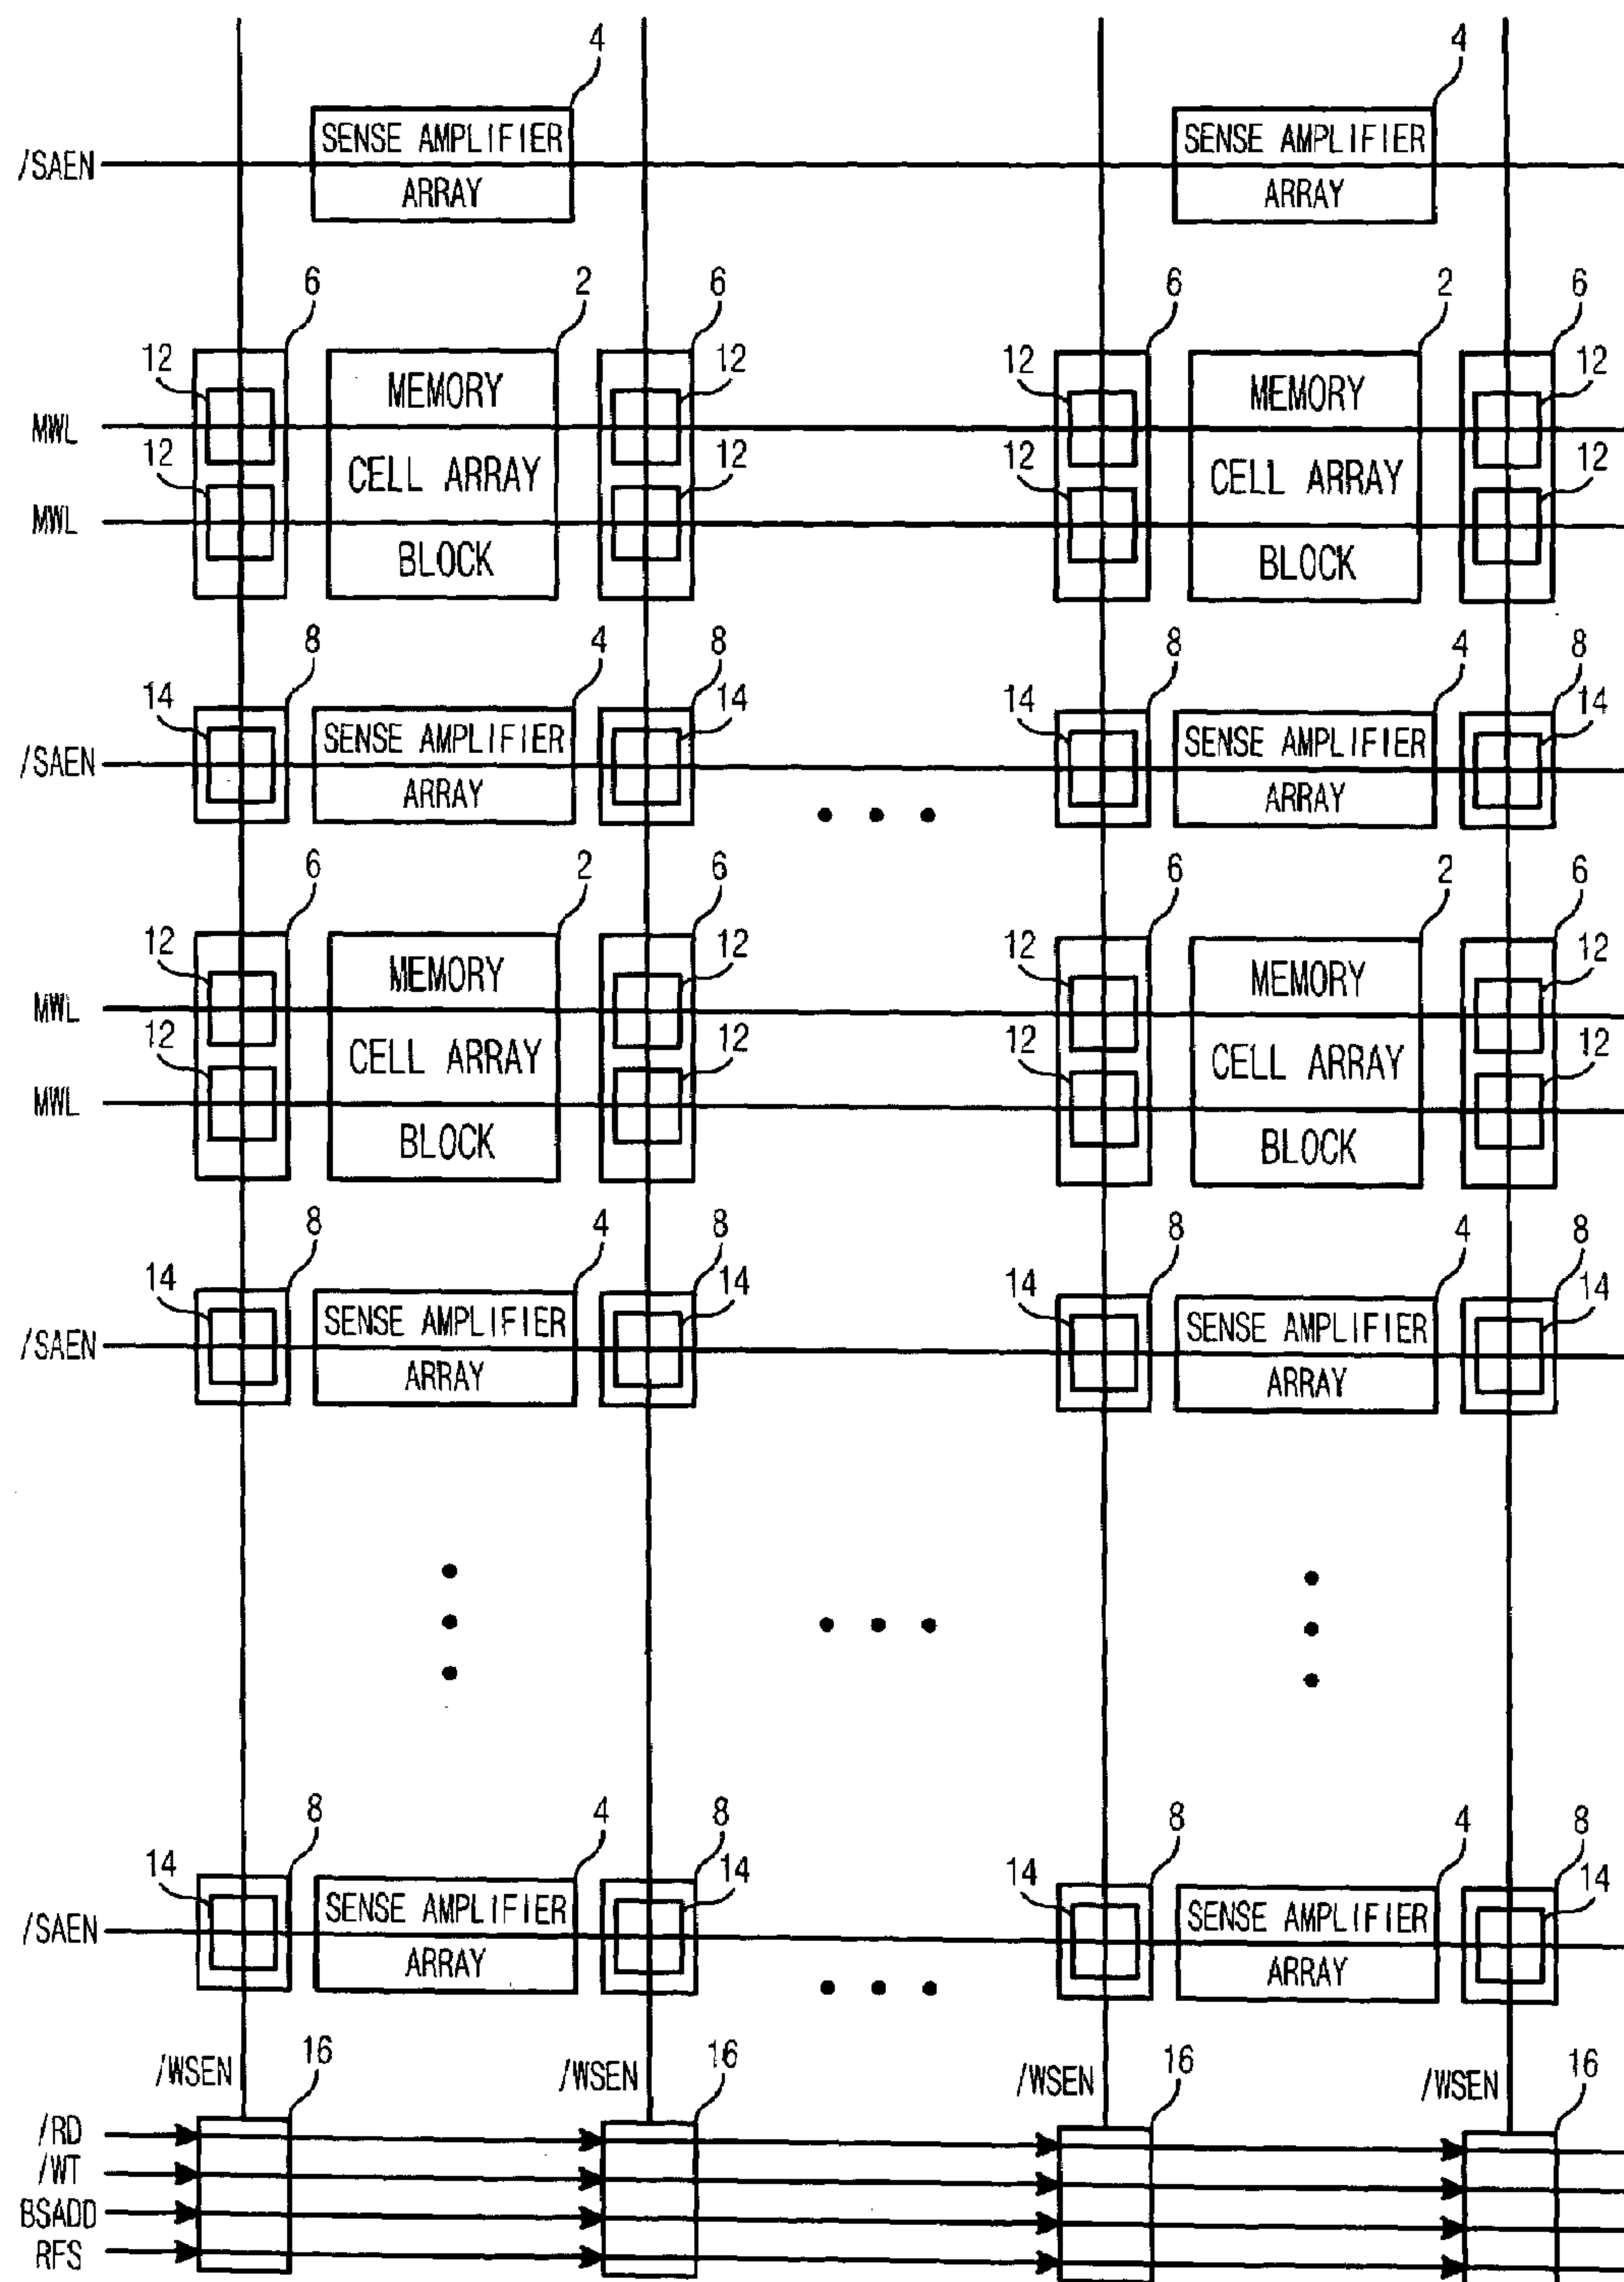 4 4
SENSE AMPLIFIER SENSE AMPLIFIER
/SAEN
ARRAY ARRAY
6 2 6 6 2 6
12 12 12 12
MEMORY MEMORY
MWL
12 12 12 12
CELL ARRAY CELL ARRAY
MWL
BLOCK BLOCK
8 4 8 8 4 8
14 14 14 14
SENSE AMPLIFIER SENSE AMPLIFIER
/SAEN
ARRAY ARRAY
6 2 6 6 2 6
12 12 12 12
MEMORY MEMORY
MWL
12 12 12 12
CELL ARRAY CELL ARRAY
MWL
BLOCK BLOCK
8 4 8 8 4 8
14 14 14 14
SENSE AMPLIFIER SENSE AMPLIFIER
/SAEN
ARRAY ARRAY
8 4 8 8 4 8
14 14 14 14
SENSE AMPLIFIER SENSE AMPLIFIER
/SAEN
ARRAY ARRAY
/WSEN 16 /WSEN 16 /WSEN 16 /WSEN 16
/RD
/WT
BSADD
RFS